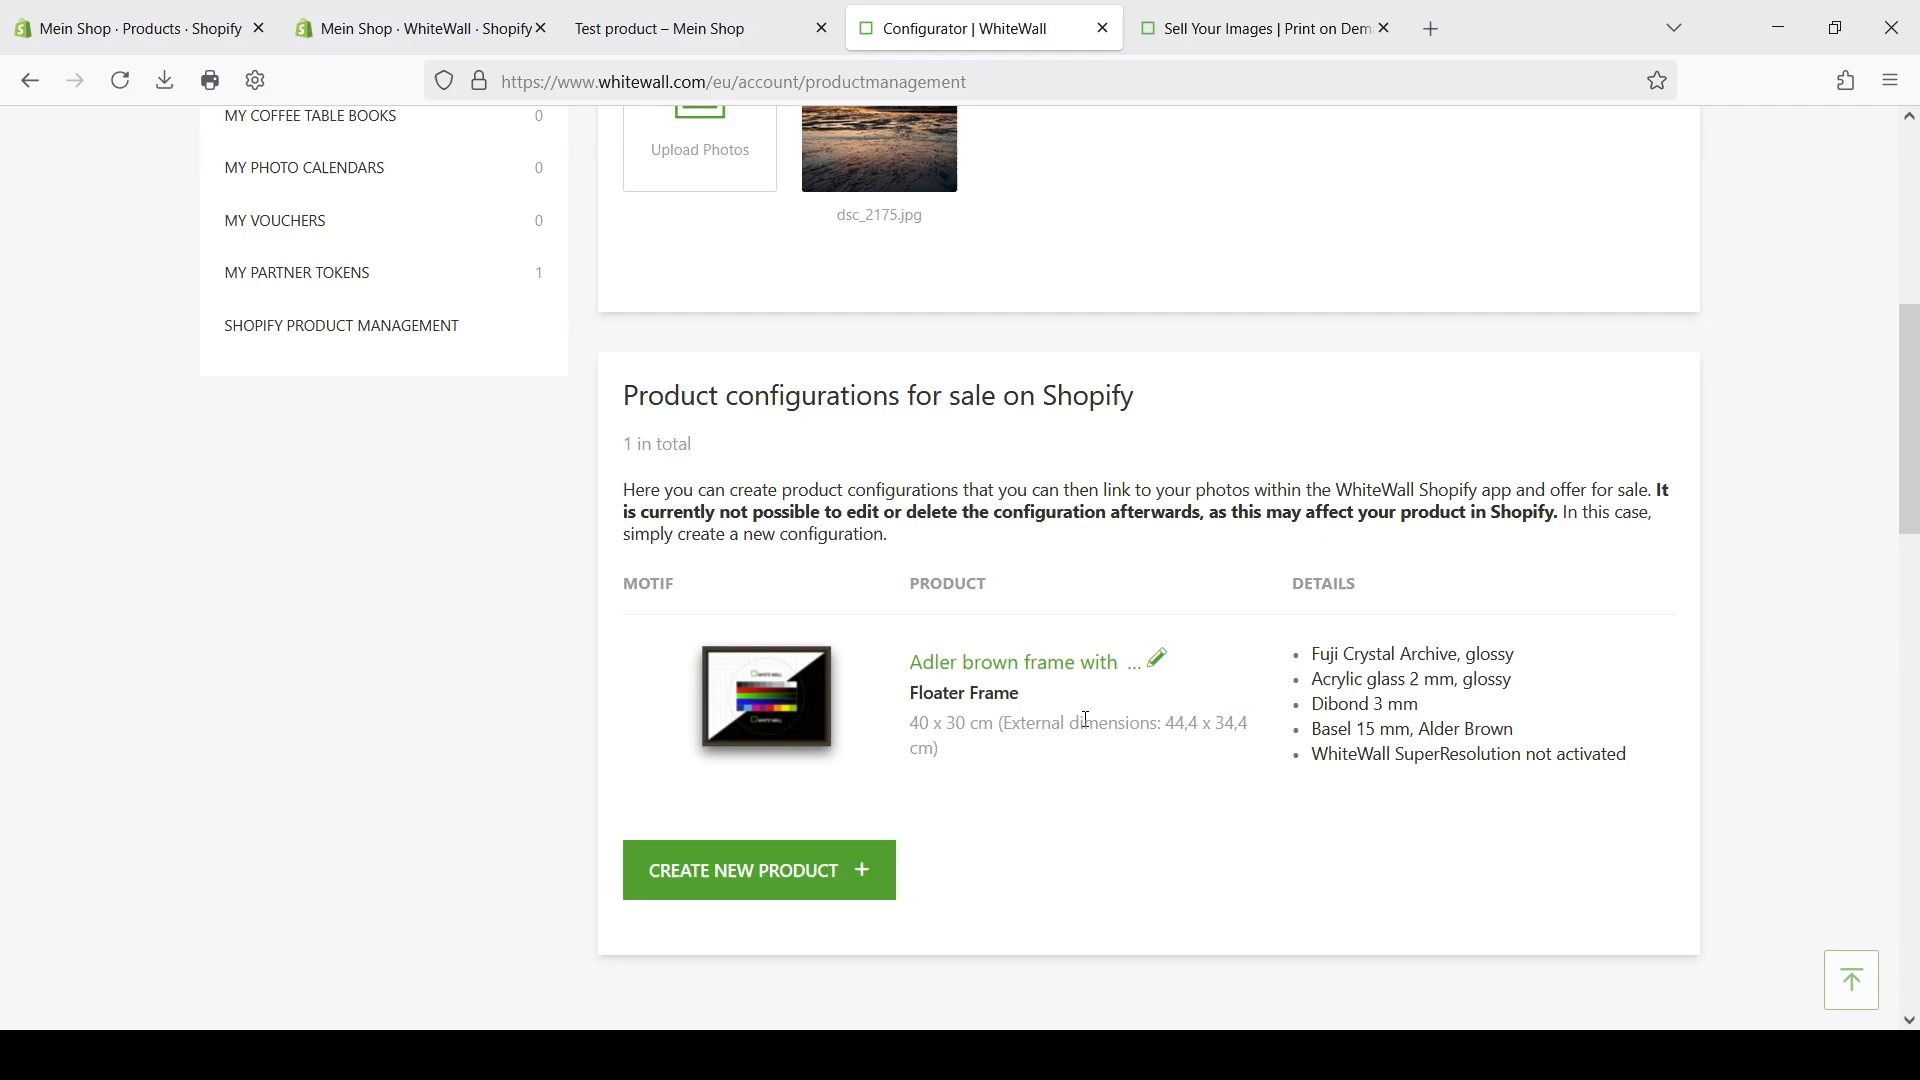 Mein Shop · Products · Shopify
Mein Shop · WhiteWall · Shopify
Test product – Mein Shop
Configurator | WhiteWall
Sell Your Images | Print on Dem
https://www.whitewall.com/eu/account/productmanagement
MY COFFEE TABLE BOOKS 0
MY PHOTO CALENDARS 0
MY VOUCHERS 0
MY PARTNER TOKENS 1
SHOPIFY PRODUCT MANAGEMENT
Upload Photos
dsc_2175.jpg
Product configurations for sale on Shopify
1 in total
Here you can create product configurations that you can then link to your photos within the WhiteWall Shopify app and offer for sale. It
is currently not possible to edit or delete the configuration afterwards, as this may affect your product in Shopify. In this case,
simply create a new configuration.
MOTIF PRODUCT DETAILS
Adler brown frame with ...
Floater Frame
40 x 30 cm (External dimensions: 44,4 x 34,4
cm)
• Fuji Crystal Archive, glossy
• Acrylic glass 2 mm, glossy
• Dibond 3 mm
• Basel 15 mm, Alder Brown
• WhiteWall SuperResolution not activated
CREATE NEW PRODUCT +